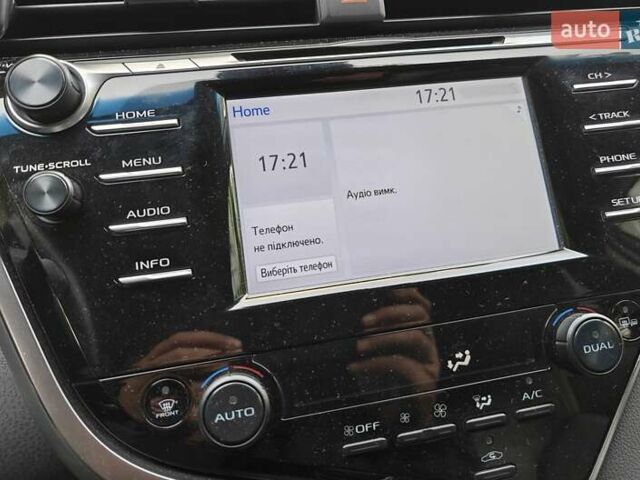 auto
R
17:21
Home
CH >
HOME
< TRACK
TUNE•SCROLL
MENU
17:21
Аудіо вимк.
PHONE
AUDIO
SETUP
Телефон
не підключено.
INFO
Виберіть телефон
FRONT
AUTO
DUAL
OFF
A/C